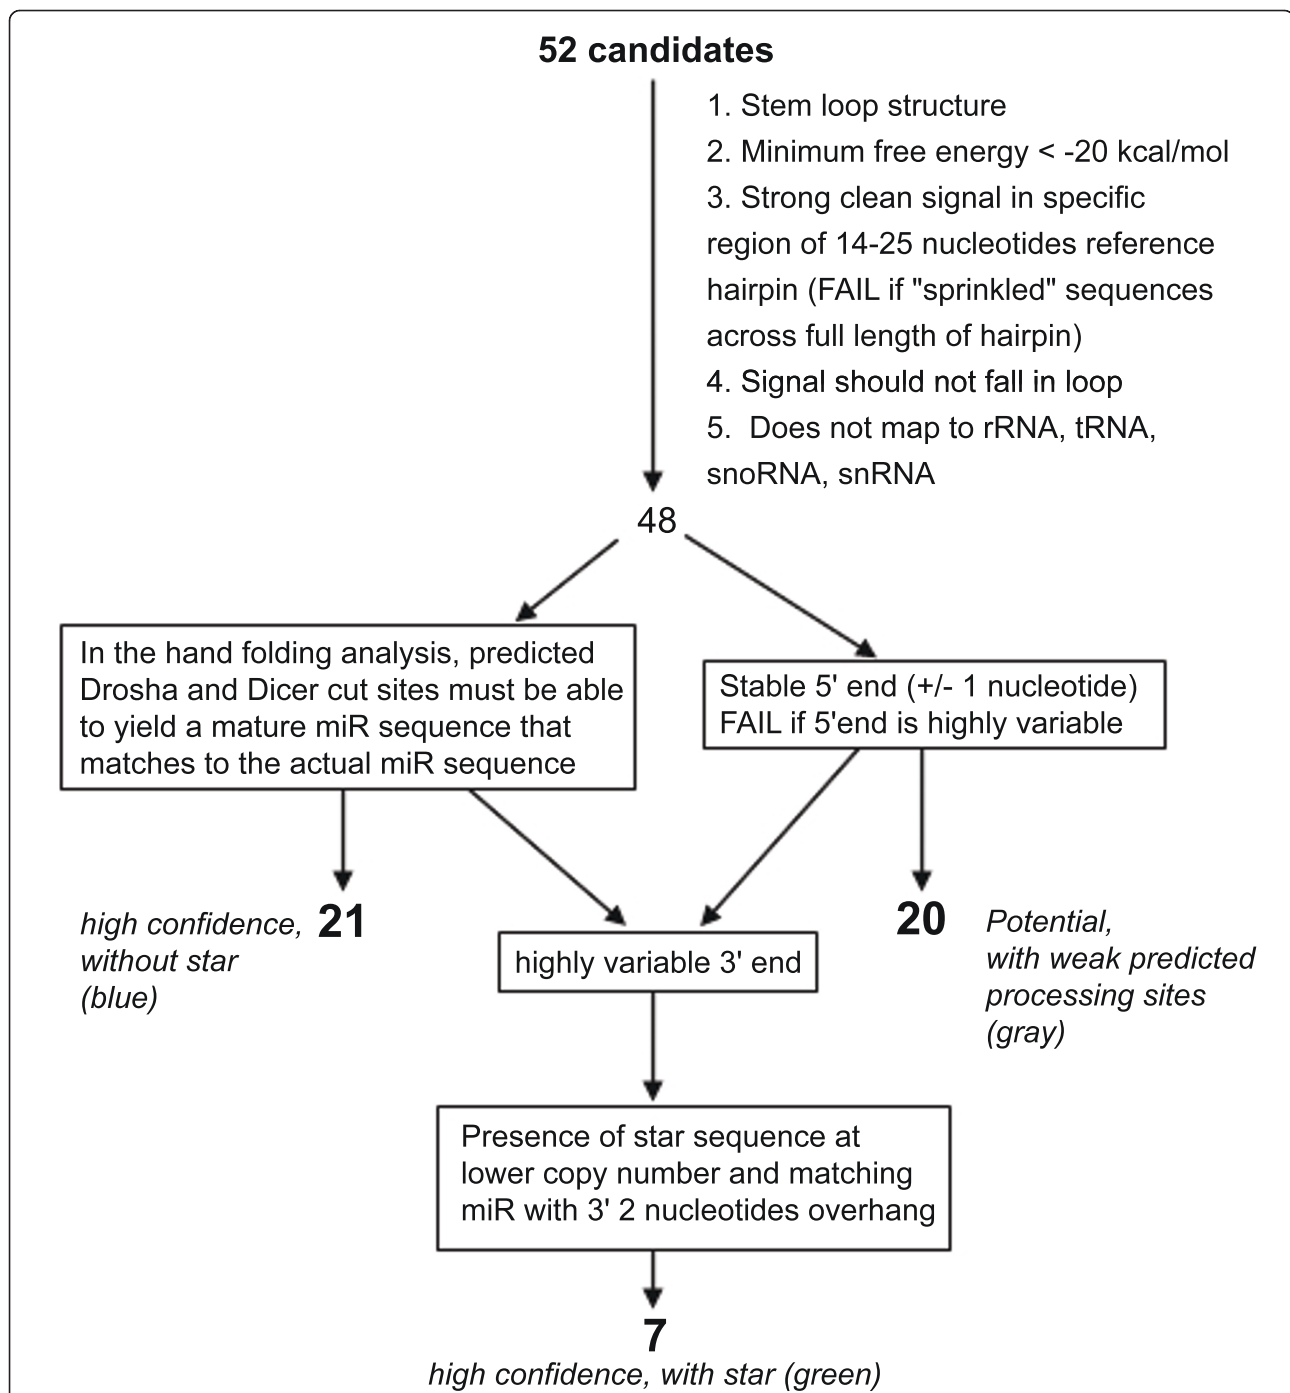 52 candidates
1. Stem loop structure
2. Minimum free energy < -20 kcal/mol
3. Strong clean signal in specific
region of 14-25 nucleotides reference
hairpin (FAIL if "sprinkled" sequences
across full length of hairpin)
4. Signal should not fall in loop
5.  Does not map to rRNA, tRNA,
snoRNA, snRNA
48
In the hand folding analysis, predicted
Drosha and Dicer cut sites must be able
to yield a mature miR sequence that
matches to the actual miR sequence
Stable 5' end (+/- 1 nucleotide)
FAIL if 5'end is highly variable
high confidence,
without star
(blue)
21
20
Potential,
with weak predicted
processing sites
(gray)
highly variable 3' end
Presence of star sequence at
lower copy number and matching
miR with 3' 2 nucleotides overhang
7
high confidence, with star (green)